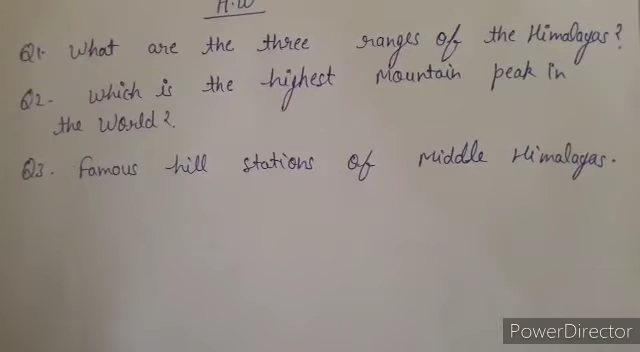 H.W
Q1. What are the three ranges of the Himalayas?
Q2. Which is the highest Mountain peak in
the World?
Q3. Famous hill stations of Middle Himalayas.
PowerDirector